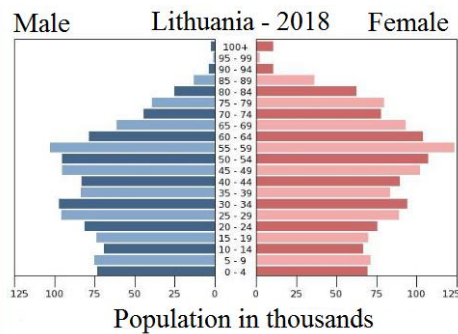 Male Lithuania - 2018 Female
100+
95 - 99
90 - 94
85 - 89
80 - 84
75 - 79
70 - 74
65 - 69
60 - 64
55 - 59
50 - 54
45 - 49
40 - 44
35 - 39
30 - 34
25 - 29
20 - 24
15 - 19
10 - 14
5 - 9
0 - 4
125 100 75 50 25 0 0 25 50 75 100 125
Population in thousands